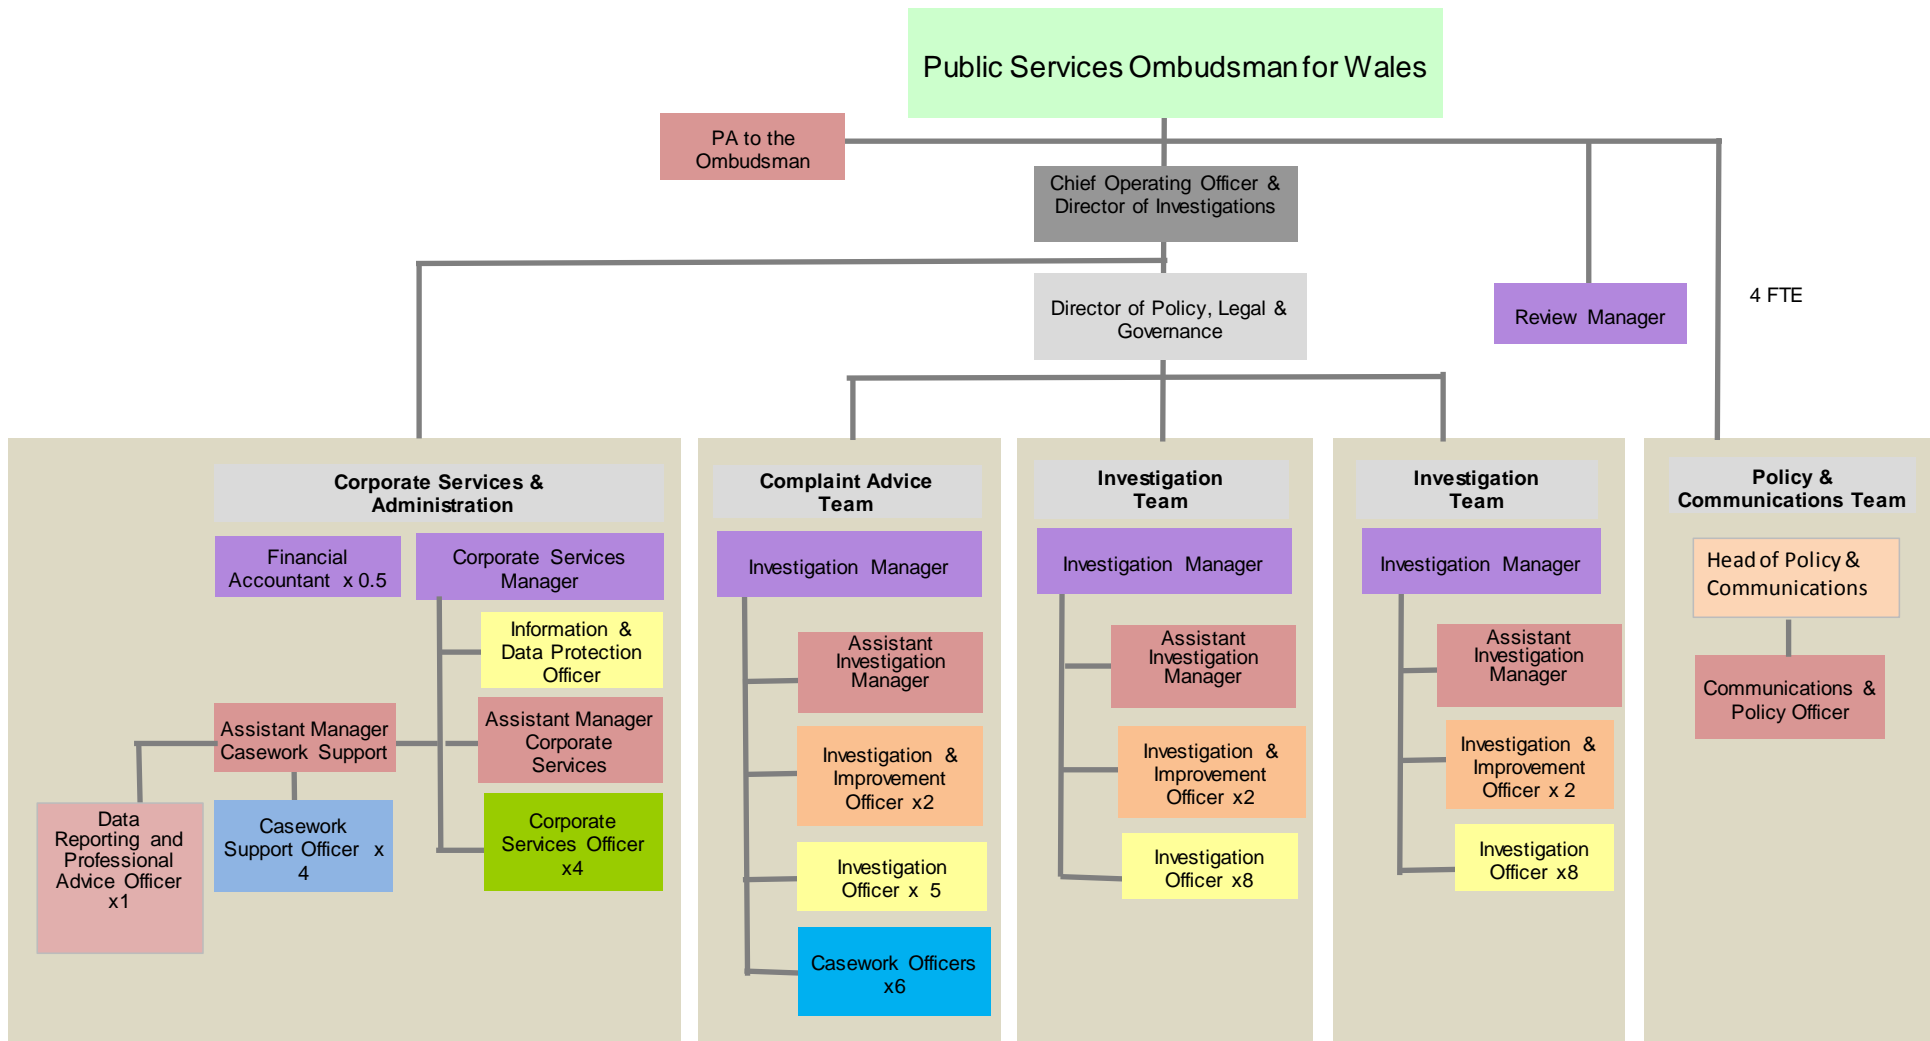 Public Services Ombudsman for Wales
PA to the
Ombudsman
Chief Operating Officer &
Director of Investigations
Director of Policy, Legal &
Governance
Review Manager
4 FTE
Corporate Services &
Administration
Financial
Accountant x 0.5
Corporate Services
Manager
Information &
Data Protection
Officer
Assistant Manager
Casework Support
Assistant Manager
Corporate
Services
Data
Reporting and
Professional
Advice Officer
x1
Casework
Support Officer x
4
Corporate
Services Officer
x4
Complaint Advice
Team
Investigation Manager
Assistant
Investigation
Manager
Investigation &
Improvement
Officer x2
Investigation
Officer x 5
Casework Officers
x6
Investigation
Team
Investigation Manager
Assistant
Investigation
Manager
Investigation &
Improvement
Officer x2
Investigation
Officer x8
Investigation
Team
Investigation Manager
Assistant
Investigation
Manager
Investigation &
Improvement
Officer x 2
Investigation
Officer x8
Policy &
Communications Team
Head of Policy &
Communications
Communications &
Policy Officer